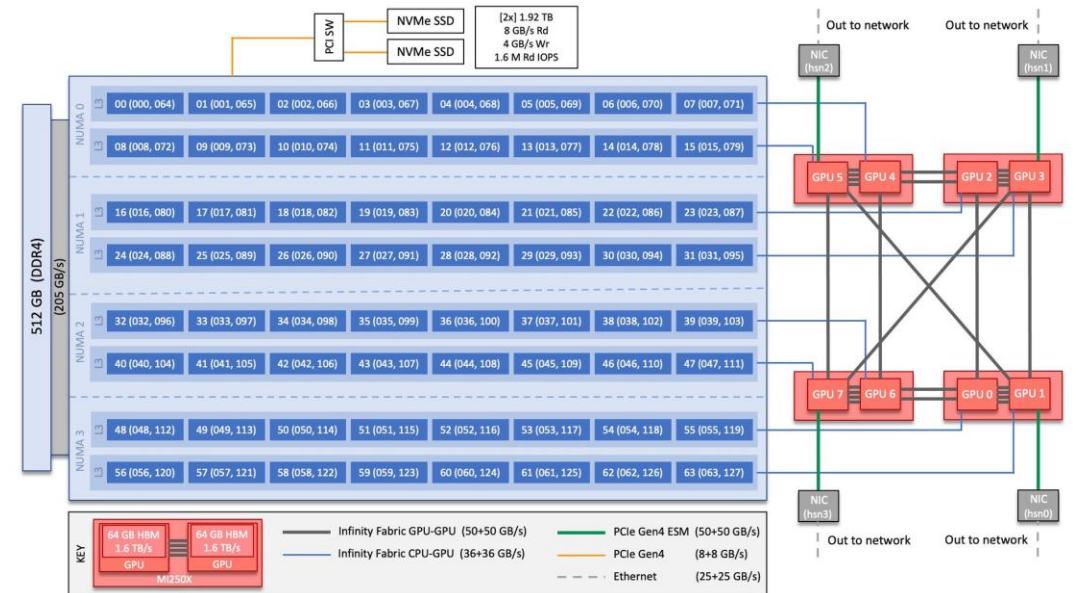 PCI SW
NVMe SSD
NVMe SSD
[2x] 1.92 TB
8 GB/s Rd
4 GB/s Wr
1.6 M Rd IOPS
Out to network
Out to network
NIC
(hsn2)
NIC
(hsn1)
512 GB (DDR4)
(205 GB/s)
NUMA 0
L3
00 (000, 064) 01 (001, 065) 02 (002, 066) 03 (003, 067) 04 (004, 068) 05 (005, 069) 06 (006, 070) 07 (007, 071)
L3
08 (008, 072) 09 (009, 073) 10 (010, 074) 11 (011, 075) 12 (012, 076) 13 (013, 077) 14 (014, 078) 15 (015, 079)
NUMA 1
L3
16 (016, 080) 17 (017, 081) 18 (018, 082) 19 (019, 083) 20 (020, 084) 21 (021, 085) 22 (022, 086) 23 (023, 087)
L3
24 (024, 088) 25 (025, 089) 26 (026, 090) 27 (027, 091) 28 (028, 092) 29 (029, 093) 30 (030, 094) 31 (031, 095)
NUMA 2
L3
32 (032, 096) 33 (033, 097) 34 (034, 098) 35 (035, 099) 36 (036, 100) 37 (037, 101) 38 (038, 102) 39 (039, 103)
L3
40 (040, 104) 41 (041, 105) 42 (042, 106) 43 (043, 107) 44 (044, 108) 45 (045, 109) 46 (046, 110) 47 (047, 111)
NUMA 3
L3
48 (048, 112) 49 (049, 113) 50 (050, 114) 51 (051, 115) 52 (052, 116) 53 (053, 117) 54 (054, 118) 55 (055, 119)
L3
56 (056, 120) 57 (057, 121) 58 (058, 122) 59 (059, 123) 60 (060, 124) 61 (061, 125) 62 (062, 126) 63 (063, 127)
GPU 5 GPU 4 GPU 2 GPU 3
GPU 7 GPU 6 GPU 0 GPU 1
NIC
(hsn3)
NIC
(hsn0)
Out to network
Out to network
KEY
64 GB HBM
1.6 TB/s
GPU
64 GB HBM
1.6 TB/s
GPU
MI250X
Infinity Fabric GPU-GPU (50+50 GB/s)
Infinity Fabric CPU-GPU (36+36 GB/s)
PCIe Gen4 ESM (50+50 GB/s)
PCIe Gen4 (8+8 GB/s)
Ethernet (25+25 GB/s)